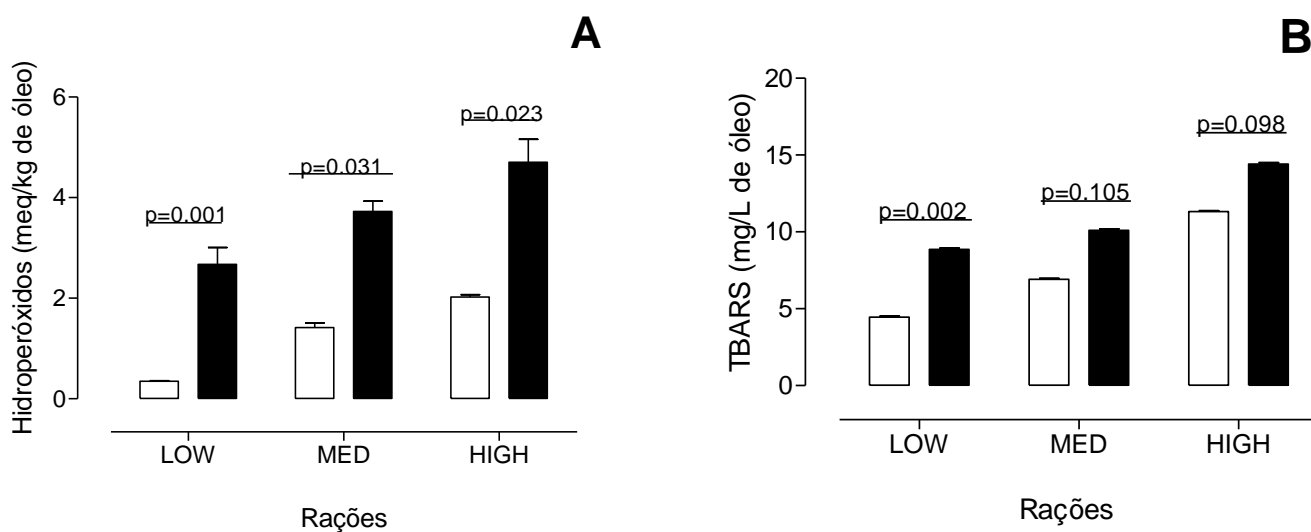 A
Hidroperóxidos (meq/kg de óleo)
6
4
2
0
p=0.001
p=0.031
p=0.023
LOW
MED
HIGH
Rações
B
TBARS (mg/L de óleo)
20
15
10
5
0
p=0.002
p=0.105
p=0.098
LOW
MED
HIGH
Rações